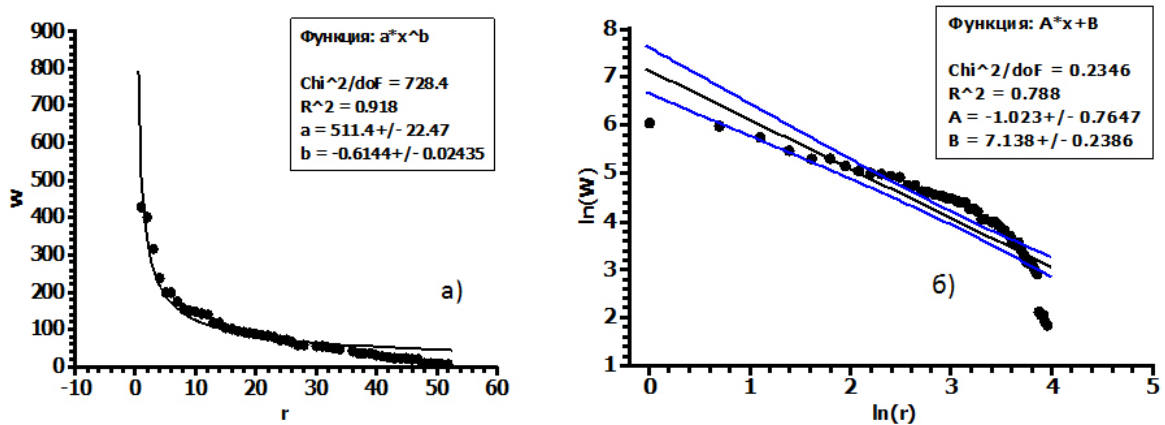 900
800
700
600
500
400
300
200
100
0
-10
0
10
20
30
40
50
60
w
r
Функция: a*x^b
Chi^2/doF = 728.4
R^2 = 0.918
a = 511.4+/- 22.47
b = -0.6144+/- 0.02435
а)
8
7
6
5
4
3
2
1
0
1
2
3
4
5
ln(W)
ln(r)
Функция: A*x+B
Chi^2/doF = 0.2346
R^2 = 0.788
A = -1.023+/- 0.7647
B = 7.138+/- 0.2386
б)